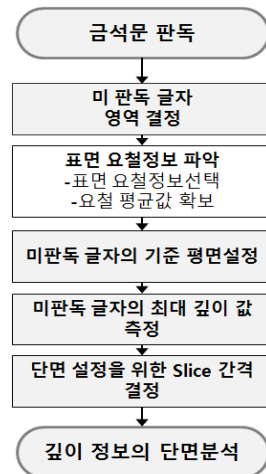 금석문 판독
미 판독 글자
영역 결정
표면 요철정보 파악
-표면 요철정보선택
-요철 평균값 확보
미판독 글자의 기준 평면설정
미판독 글자의 최대 깊이 값
측정
단면 설정을 위한 Slice 간격
결정
깊이 정보의 단면분석